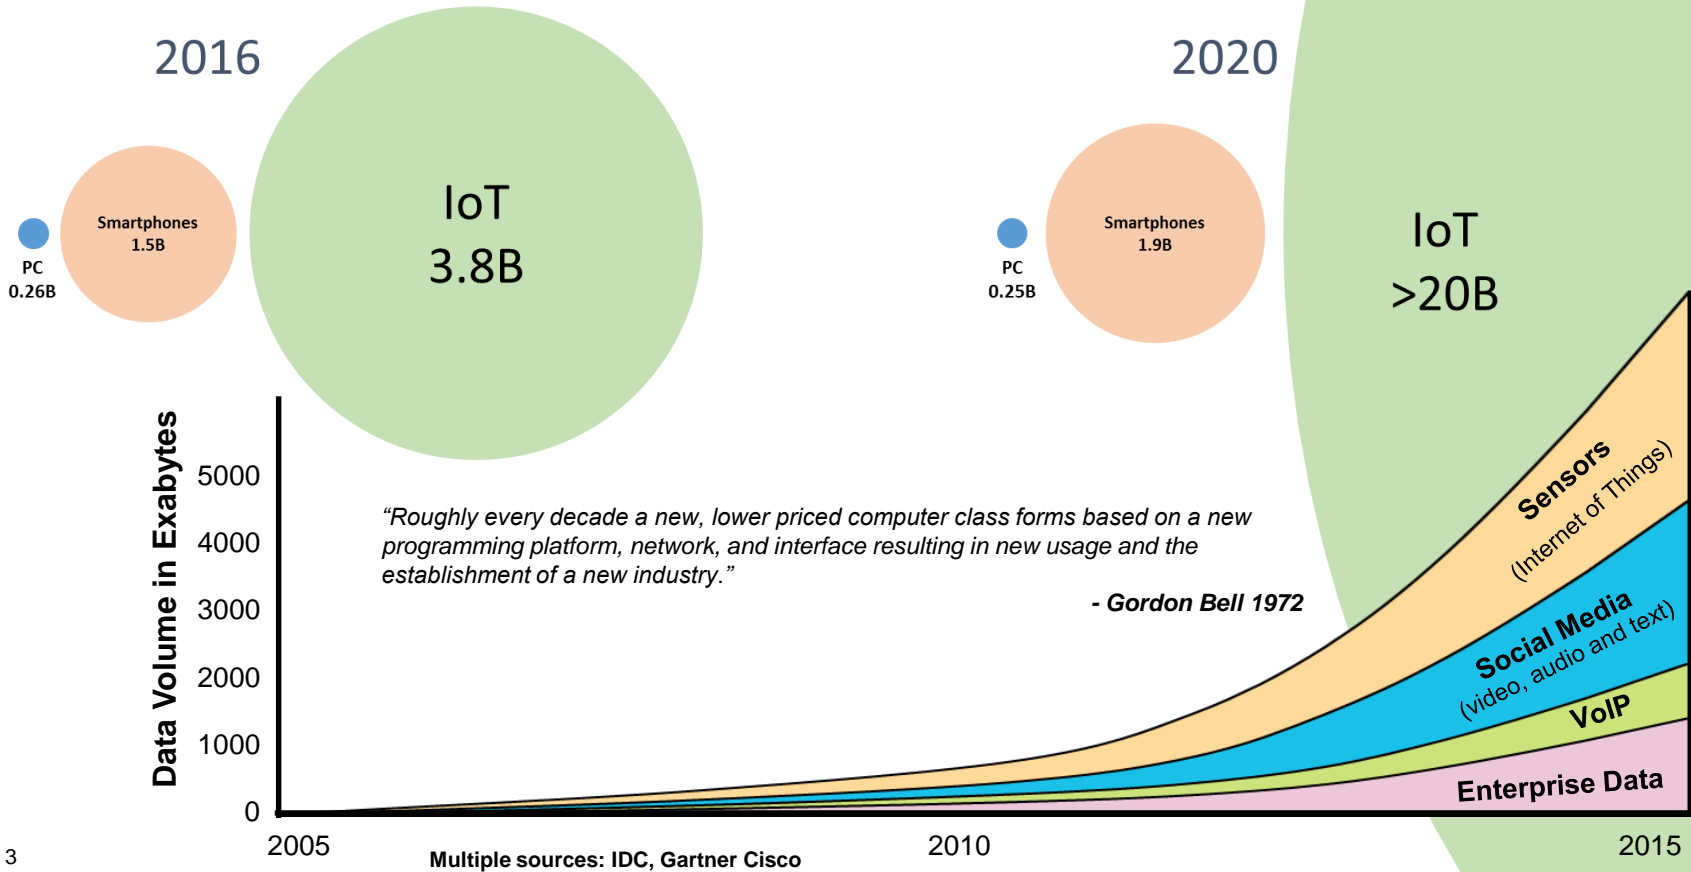 2016
2020
Smartphones
1.5B
PC
0.26B
IoT
3.8B
Smartphones
1.9B
PC
0.25B
IoT
>20B
Data Volume in Exabytes
5000
4000
3000
2000
1000
0
“Roughly every decade a new, lower priced computer class forms based on a new
programming platform, network, and interface resulting in new usage and the
establishment of a new industry.”
- Gordon Bell 1972
Sensors
(Internet of Things)
Social Media
(video, audio and text)
VoIP
Enterprise Data
2005
2010
2015
3
Multiple sources: IDC, Gartner Cisco